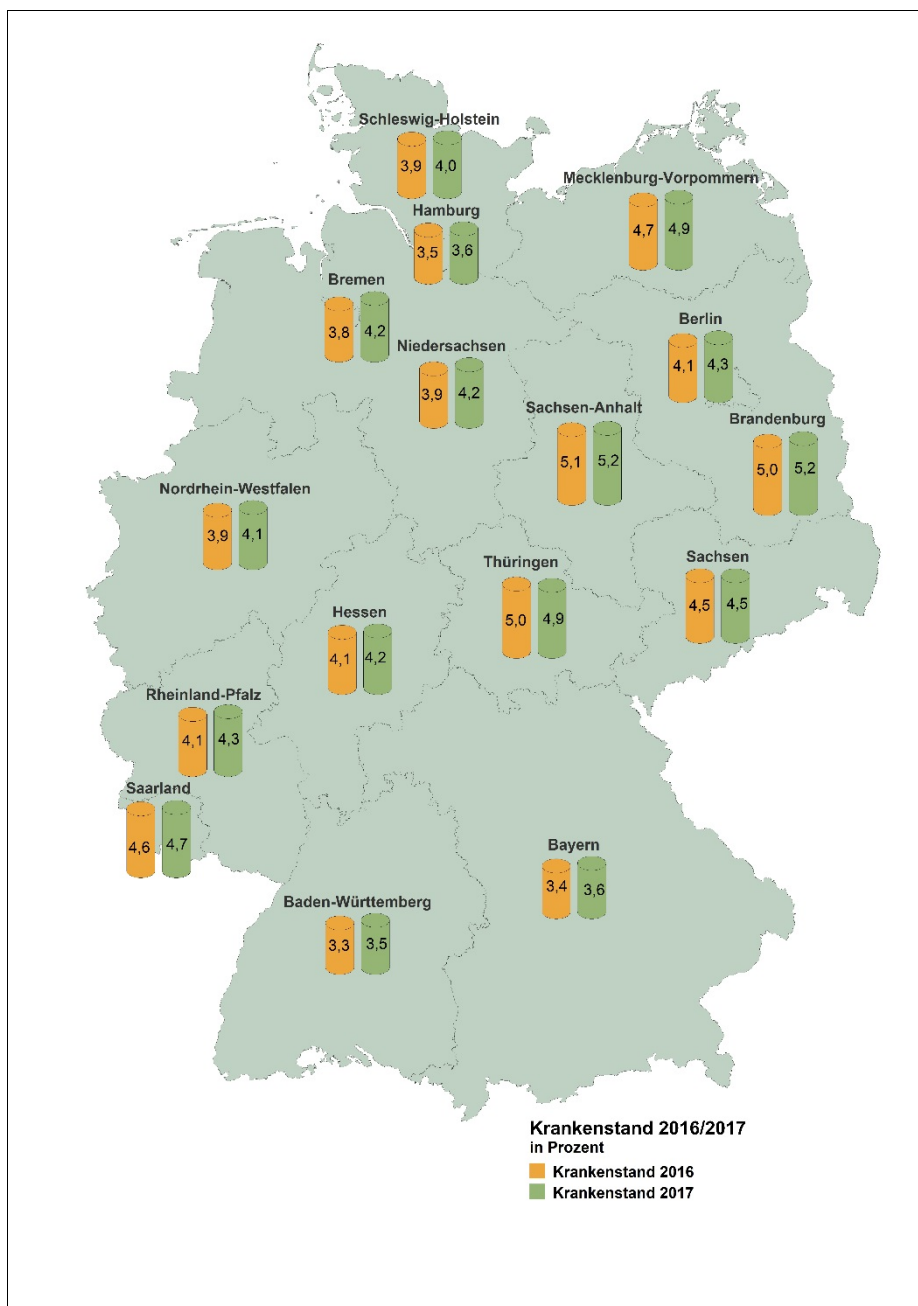 Schleswig-Holstein
3,9 4,0
Mecklenburg-Vorpommern
4,7 4,9
Hamburg
3,5 3,6
Bremen
3,8 4,2
Berlin
4,1 4,3
Niedersachsen
3,9 4,2
Sachsen-Anhalt
5,1 5,2
Brandenburg
5,0 5,2
Nordrhein-Westfalen
3,9 4,1
Thüringen
5,0 4,9
Sachsen
4,5 4,5
Hessen
4,1 4,2
Rheinland-Pfalz
4,1 4,3
Saarland
4,6 4,7
Bayern
3,4 3,6
Baden-Württemberg
3,3 3,5
Krankenstand 2016/2017
in Prozent
Krankenstand 2016
Krankenstand 2017